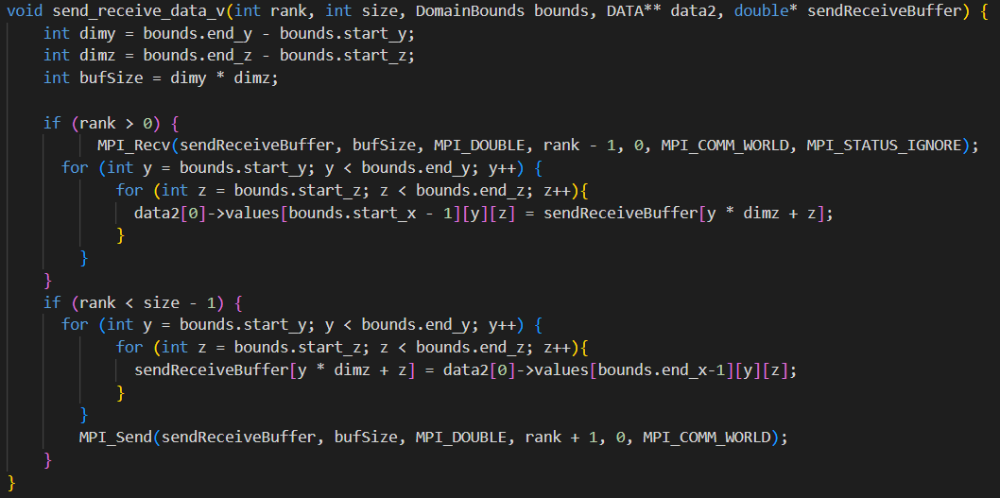 void send_receive_data_v(int rank, int size, DomainBounds bounds, DATA** data2, double* sendReceiveBuffer) {
    int dimy = bounds.end_y - bounds.start_y;
    int dimz = bounds.end_z - bounds.start_z;
    int bufSize = dimy * dimz;

    if (rank > 0) {
          MPI_Recv(sendReceiveBuffer, bufSize, MPI_DOUBLE, rank - 1, 0, MPI_COMM_WORLD, MPI_STATUS_IGNORE);
      for (int y = bounds.start_y; y < bounds.end_y; y++) {
            for (int z = bounds.start_z; z < bounds.end_z; z++){
              data2[0]->values[bounds.start_x - 1][y][z] = sendReceiveBuffer[y * dimz + z];
            }
        }
    }
    if (rank < size - 1) {
      for (int y = bounds.start_y; y < bounds.end_y; y++) {
            for (int z = bounds.start_z; z < bounds.end_z; z++){
              sendReceiveBuffer[y * dimz + z] = data2[0]->values[bounds.end_x-1][y][z];
            }
        }
        MPI_Send(sendReceiveBuffer, bufSize, MPI_DOUBLE, rank + 1, 0, MPI_COMM_WORLD);
    }
}